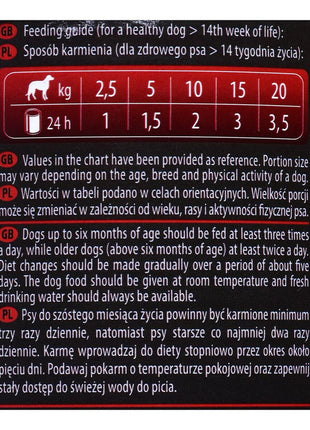 GB Feeding guide (for a healthy dog > 14th week of life):
PL Sposób karmienia (dla zdrowego psa > 14 tygodnia życia):
kg 2,5 5 10 15 20
24 h 1 1,5 2 3 3,5
GB Values in the chart have been provided as reference. Portion size
may vary depending on the age, breed and physical activity of a dog.
PL Wartości w tabeli podano w celach orientacyjnych. Wielkość porcji
może się zmieniać w zależności od wieku, rasy i aktywności fizycznej psa.
GB Dogs up to six months of age should be fed at least three times
a day, while older dogs (above six months of age) at least twice a day.
Diet changes should be made gradually over a period of about five
days. The dog food should be given at room temperature and fresh
drinking water should always be available.
PL Psy do szóstego miesiąca życia powinny być karmione minimum
trzy razy dziennie, natomiast psy starsze co najmniej dwa razy
dziennie. Karmę wprowadzaj do diety stopniowo przez okres około
pięciu dni. Podawaj pokarm o temperaturze pokojowej oraz zapewnij
stały dostęp do świeżej wody do picia.